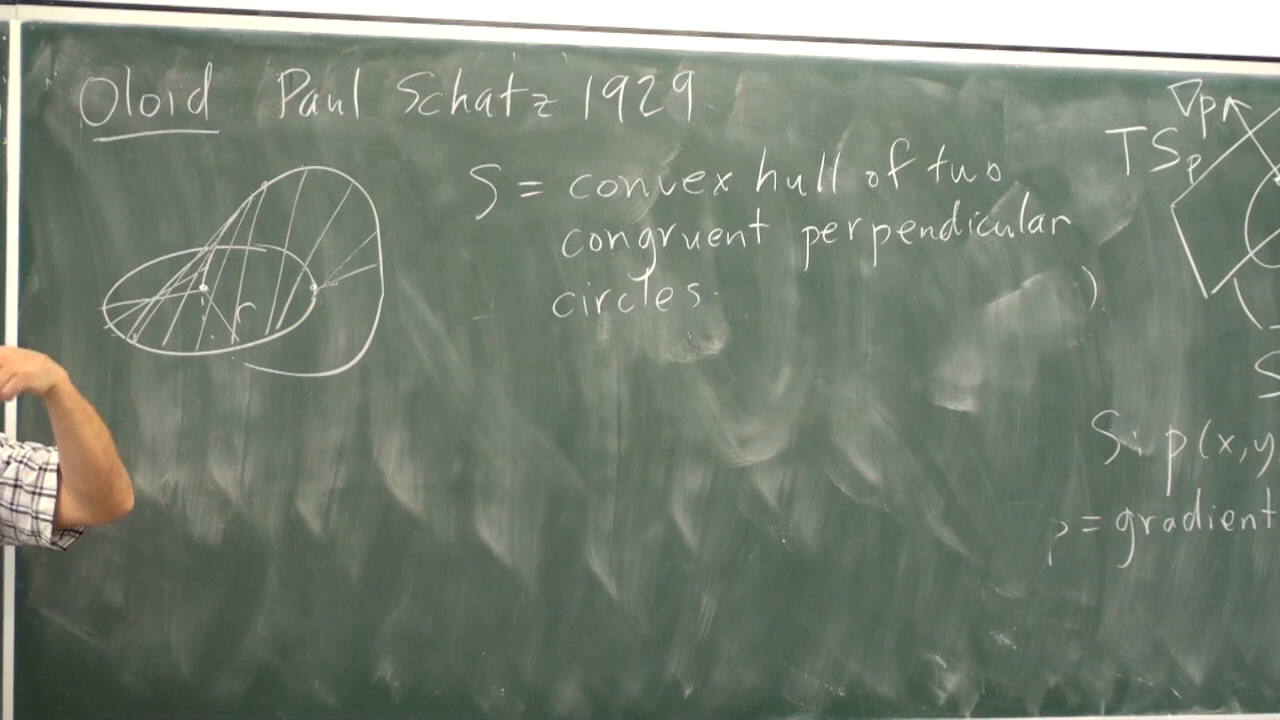 Oloid Paul Schatz 1929
S = convex hull of two
congruent perpendicular
circles.
r
∇p
TSp
S
S: p(x,y
p = gradient